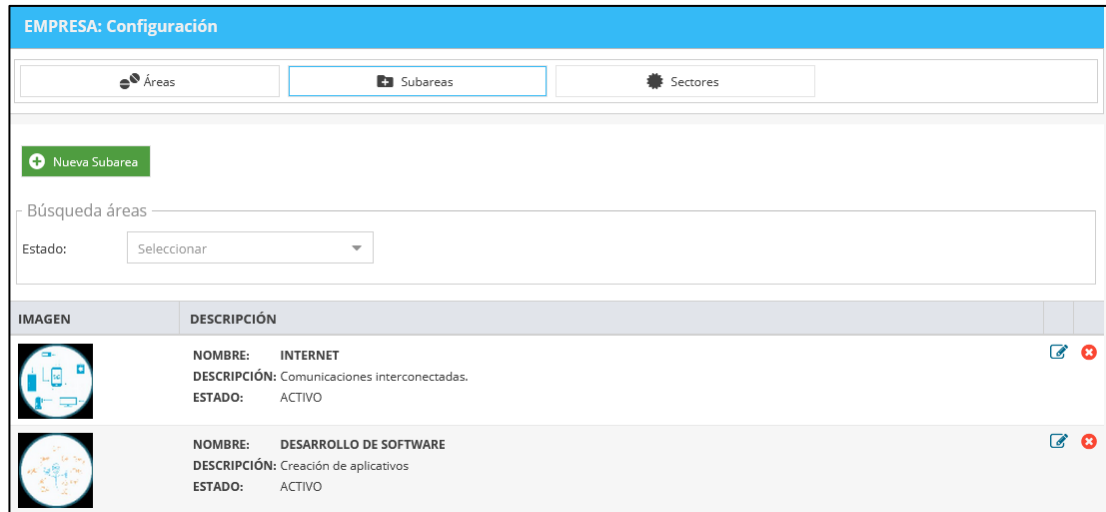 EMPRESA: Configuración
Áreas Subareas Sectores
Nueva Subarea
Búsqueda áreas
Estado: Seleccionar
IMAGEN DESCRIPCIÓN
NOMBRE: INTERNET
DESCRIPCIÓN: Comunicaciones interconectadas.
ESTADO: ACTIVO
NOMBRE: DESARROLLO DE SOFTWARE
DESCRIPCIÓN: Creación de aplicativos
ESTADO: ACTIVO